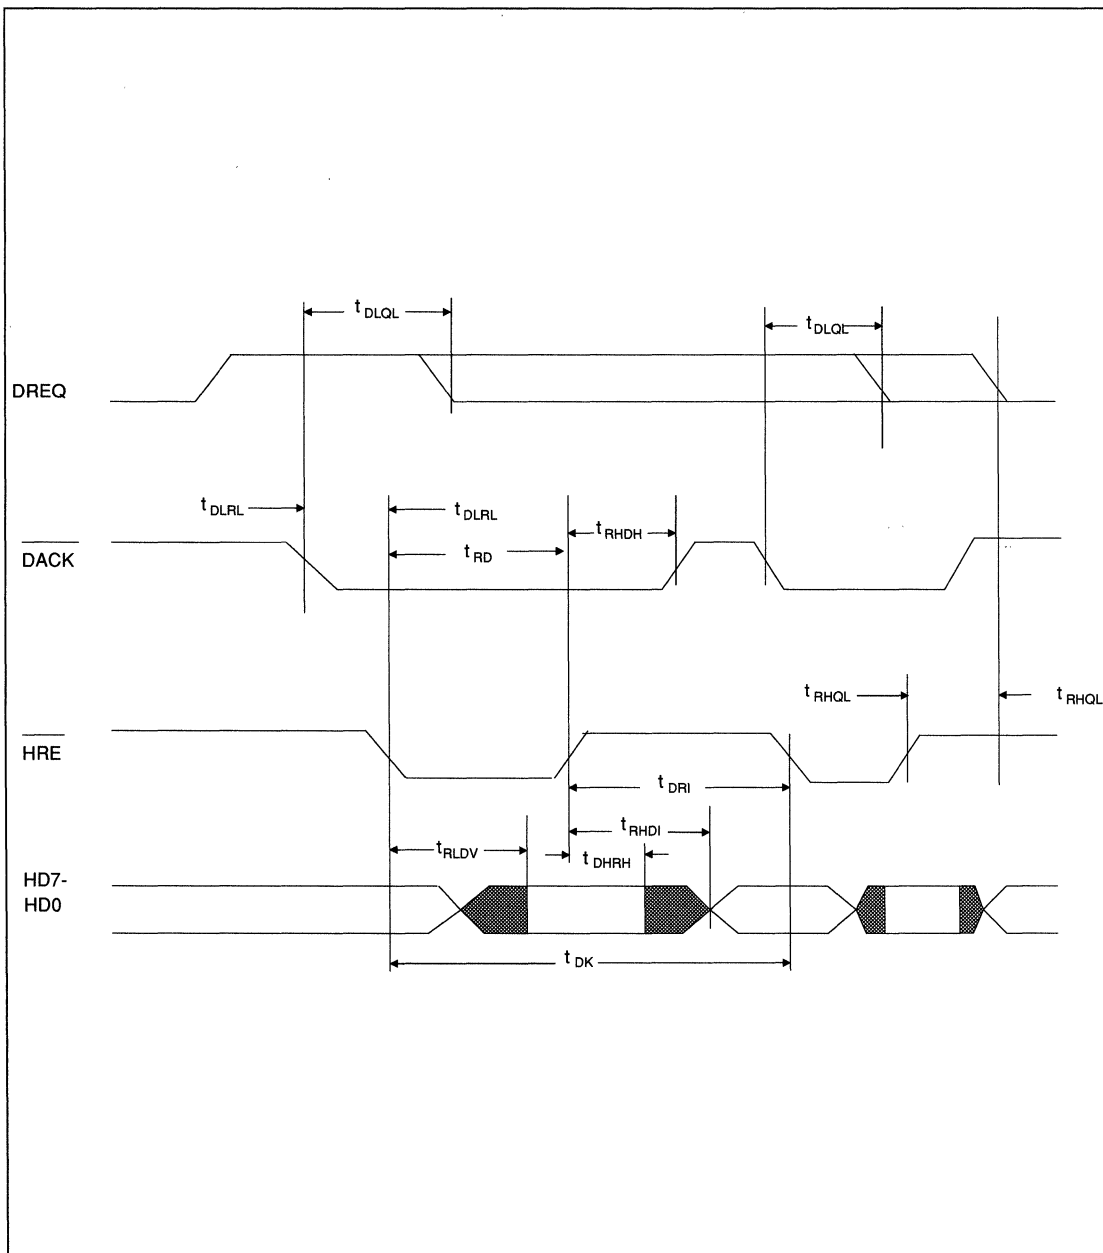 t DLQL
t DLQL
DREQ
t DLRL
t DLRL
t RHDH
DACK
t RD
t RHQL
t RHQL
HRE
t DRI
t RHDI
t RLDV
t DHRH
HD7-
HD0
t DK